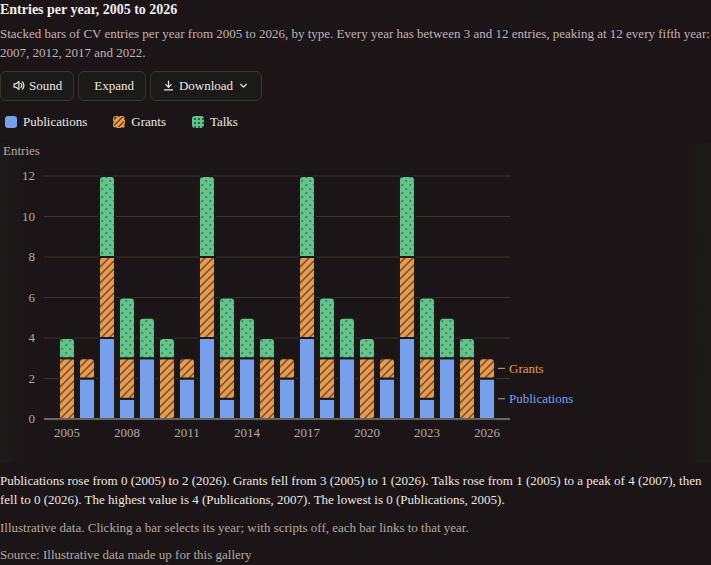 Entries per year, 2005 to 2026
Stacked bars of CV entries per year from 2005 to 2026, by type. Every year has between 3 and 12 entries, peaking at 12 every fifth year:
2007, 2012, 2017 and 2022.
Sound Expand Download
Publications Grants Talks
Entries
12
10
8
6
4
2
0
Grants
Publications
2005 2008 2011 2014 2017 2020 2023 2026
Publications rose from 0 (2005) to 2 (2026). Grants fell from 3 (2005) to 1 (2026). Talks rose from 1 (2005) to a peak of 4 (2007), then
fell to 0 (2026). The highest value is 4 (Publications, 2007). The lowest is 0 (Publications, 2005).
Illustrative data. Clicking a bar selects its year; with scripts off, each bar links to that year.
Source: Illustrative data made up for this gallery